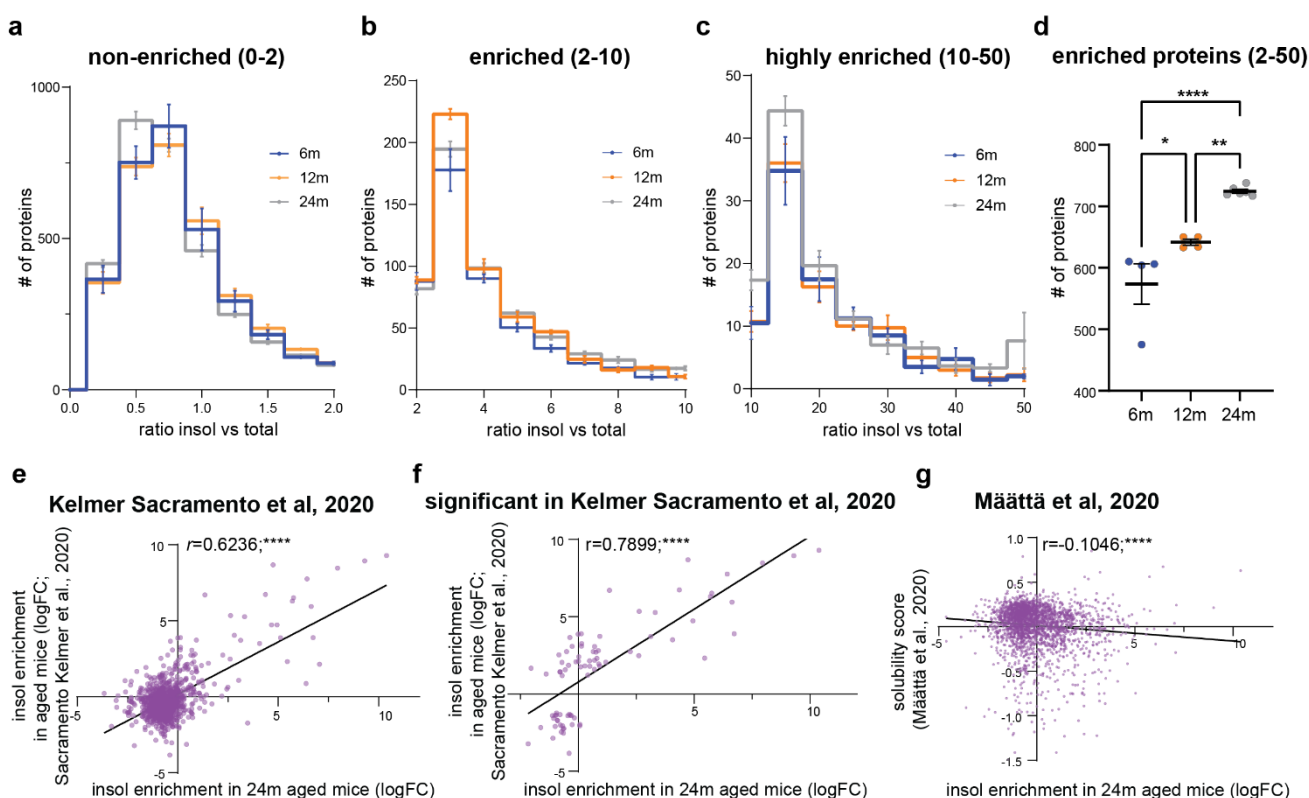 a
non-enriched (0-2)
# of proteins
1000
500
0
0.0
0.5
1.0
1.5
2.0
ratio insol vs total
6m
12m
24m
b
enriched (2-10)
# of proteins
250
200
150
100
50
0
2
4
6
8
10
ratio insol vs total
6m
12m
24m
c
highly enriched (10-50)
# of proteins
50
40
30
20
10
0
10
20
30
40
50
ratio insol vs total
6m
12m
24m
d
enriched proteins (2-50)
****
*
**
# of proteins
800
700
600
400
6m
12m
24m
e
Kelmer Sacramento et al, 2020
r=0.6236;****
insol enrichment
in aged mice (logFC;
Sacramento Kelmer et al., 2020)
10
5
-5
-5
5
10
insol enrichment in 24m aged mice (logFC)
f
significant in Kelmer Sacramento et al, 2020
r=0.7899;****
insol enrichment
in aged mice (logFC;
Sacramento Kelmer et al., 2020)
10
5
-5
5
10
insol enrichment in 24m aged mice (logFC)
g
Määttä et al, 2020
r=-0.1046;****
solubility score
(Määttä et al., 2020)
1.0
0.5
-5
5
10
-0.5
-1.0
-1.5
insol enrichment in 24m aged mice (logFC)